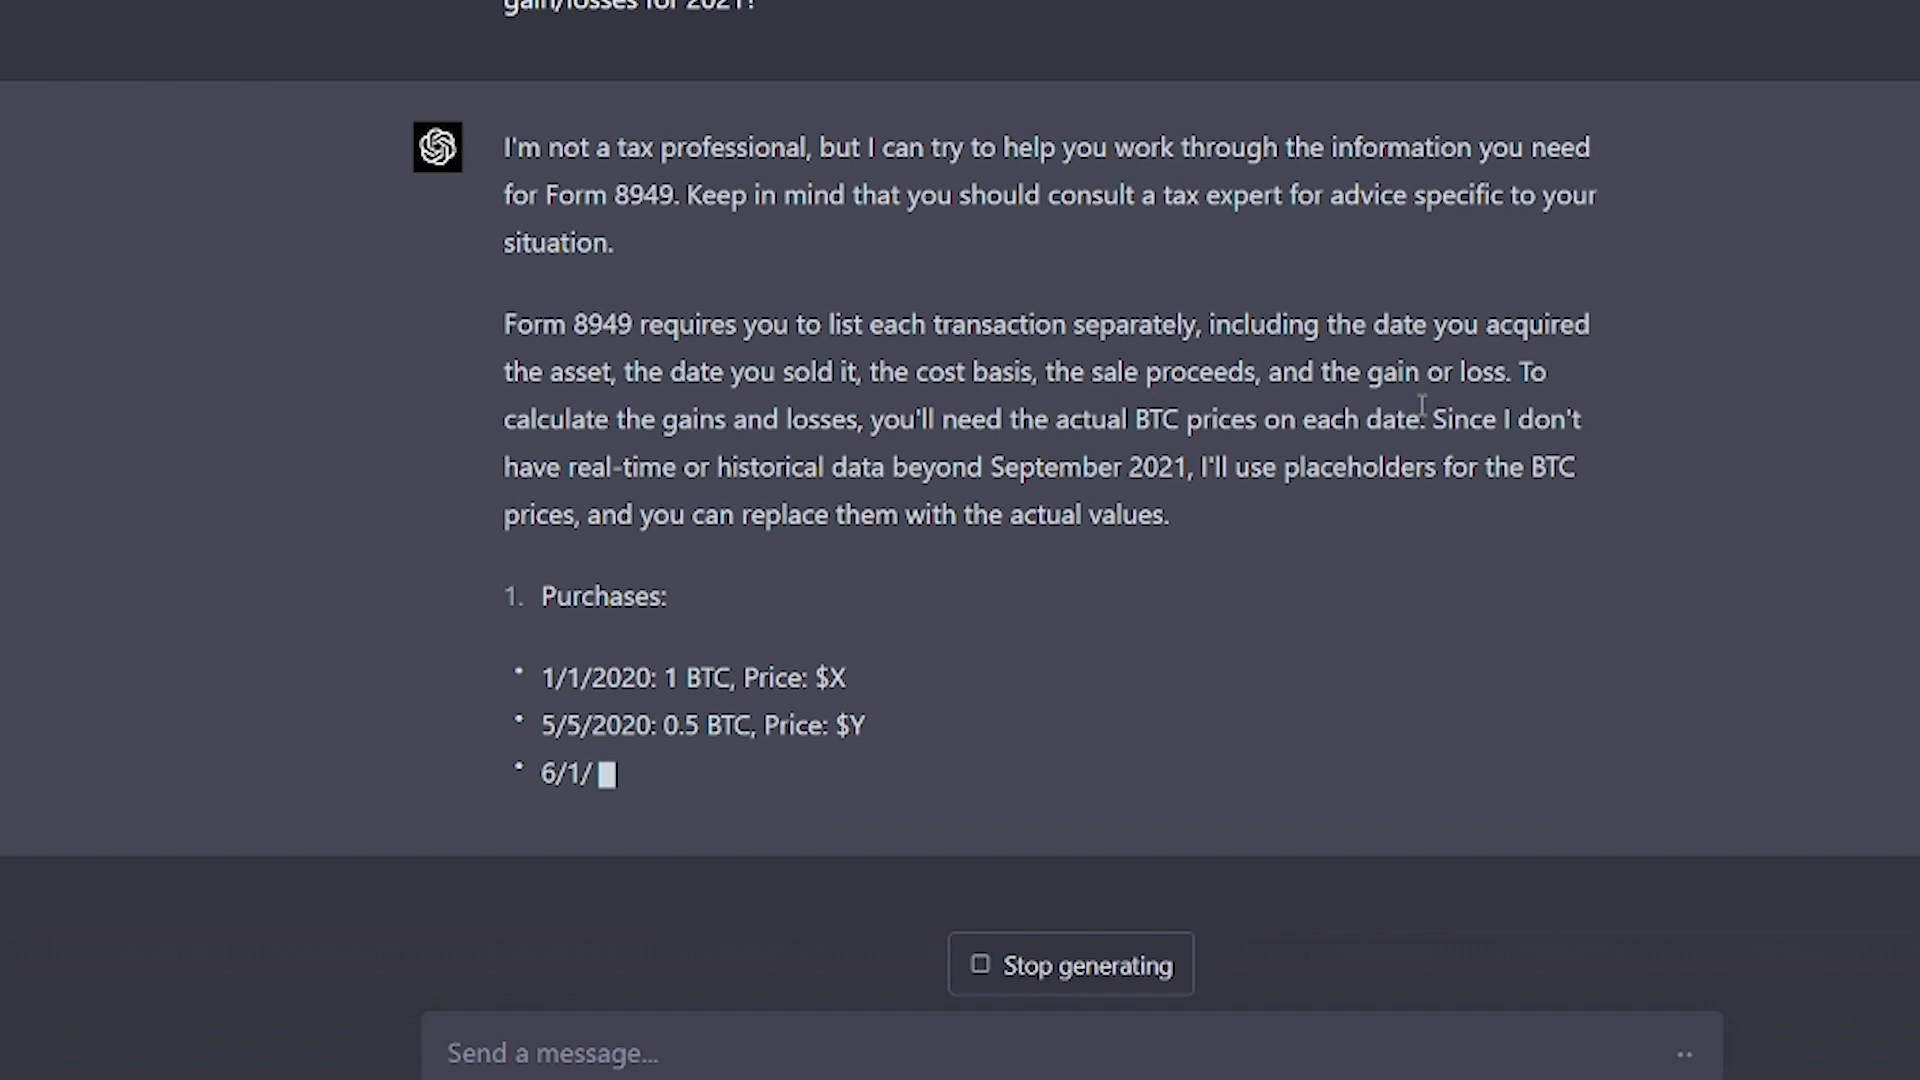 gain/losses for 2021?
I'm not a tax professional, but I can try to help you work through the information you need
for Form 8949. Keep in mind that you should consult a tax expert for advice specific to your
situation.
Form 8949 requires you to list each transaction separately, including the date you acquired
the asset, the date you sold it, the cost basis, the sale proceeds, and the gain or loss. To
calculate the gains and losses, you'll need the actual BTC prices on each date. Since I don't
have real-time or historical data beyond September 2021, I'll use placeholders for the BTC
prices, and you can replace them with the actual values.
1. Purchases:
• 1/1/2020: 1 BTC, Price: $X
• 5/5/2020: 0.5 BTC, Price: $Y
• 6/1/
Stop generating
Send a message...